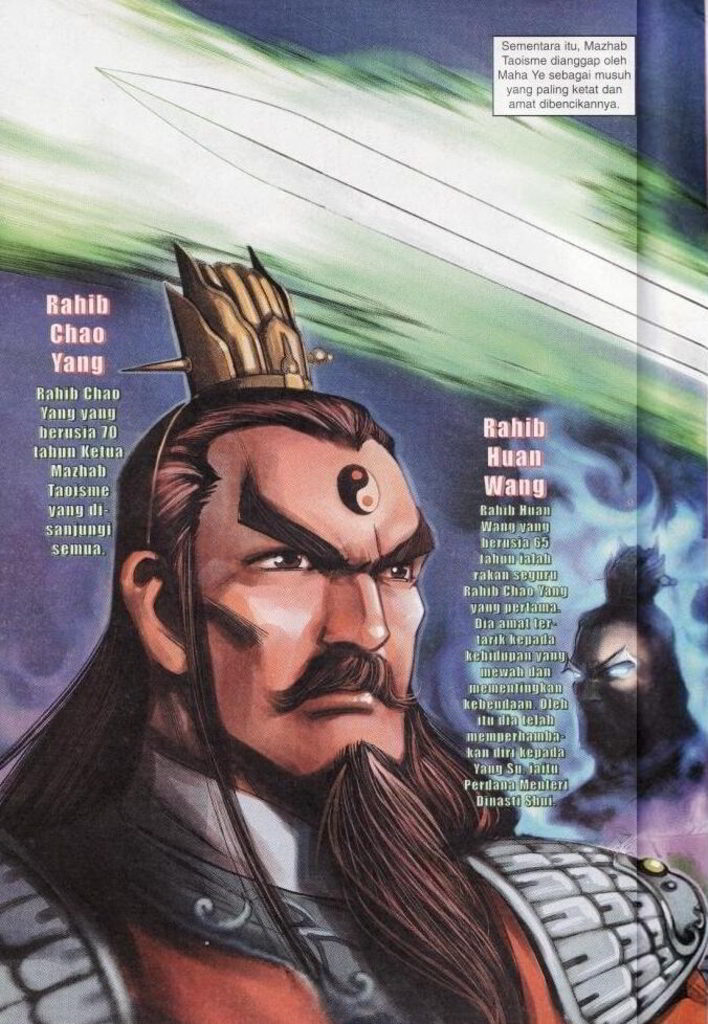 Sementara itu, Mazhab
Taoisme dianggap oleh
Maha Ye sebagai musuh
yang paling ketat dan
amat dibencikannya.
Rahib
Chao
Yang
Rahib Chao
Yang yang
berusia 70
tahun Ketua
Mazhab
Taoisme
yang di-
sanjungi
semua.
Rahib
Huan
Wang
Rahib Huan
Wang yang
berusia 65
tahun ialah
rakan seguru
Rahib Chao Yang
yang pertama.
Dia amat ter-
tarik kepada
kehidupan yang
mewah dan
mementingkan
kebendaan. Oleh
itu dia telah
memperhamba-
kan diri kepada
Yang Su, iaitu
Perdana Menteri
Dinasti Shui.